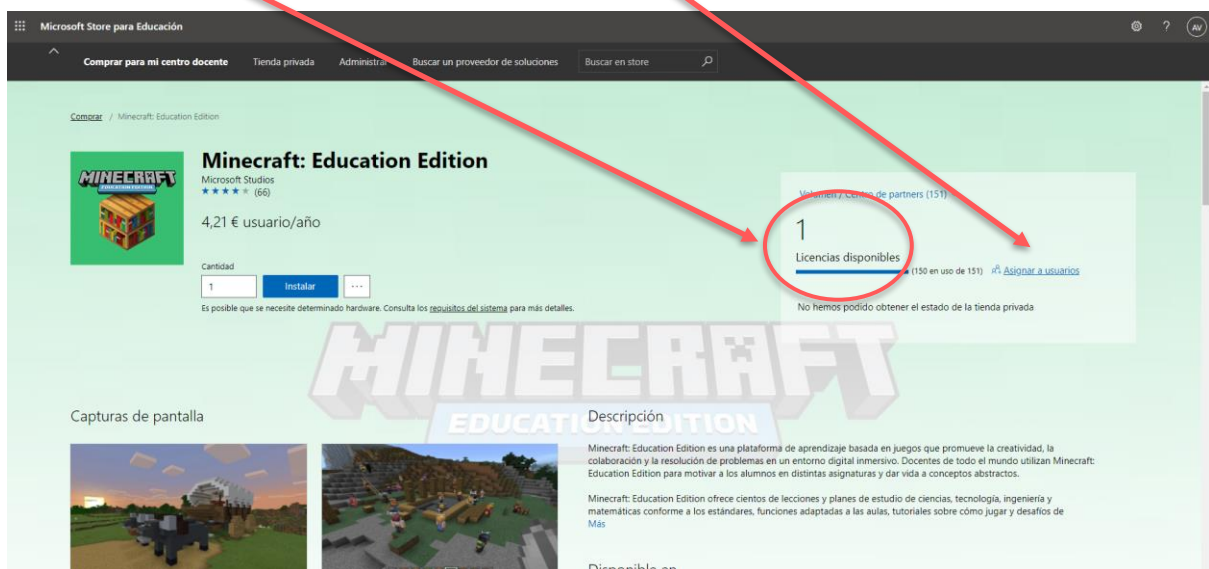 Microsoft Store para Educación
?
AV
Comprar para mi centro docente Tienda privada Administrar Buscar un proveedor de soluciones Buscar en store
Comprar / Minecraft: Education Edition
MINECRAFT
EDUCATION EDITION
Minecraft: Education Edition
Microsoft Studios
(66)
4,21 € usuario/año
Cantidad
1 Instalar ...
Es posible que se necesite determinado hardware. Consulta los requisitos del sistema para más detalles.
Volumen / Centro de partners (151)
1
Licencias disponibles
(150 en uso de 151) Asignar a usuarios
No hemos podido obtener el estado de la tienda privada
MINECRAFT
EDUCATION EDITION
Capturas de pantalla
Descripción
Minecraft: Education Edition es una plataforma de aprendizaje basada en juegos que promueve la creatividad, la
colaboración y la resolución de problemas en un entorno digital inmersivo. Docentes de todo el mundo utilizan Minecraft:
Education Edition para motivar a los alumnos en distintas asignaturas y dar vida a conceptos abstractos.
Minecraft: Education Edition ofrece cientos de lecciones y planes de estudio de ciencias, tecnología, ingeniería y
matemáticas conforme a los estándares, funciones adaptadas a las aulas, tutoriales sobre cómo jugar y desafíos de
Más
Disponible en